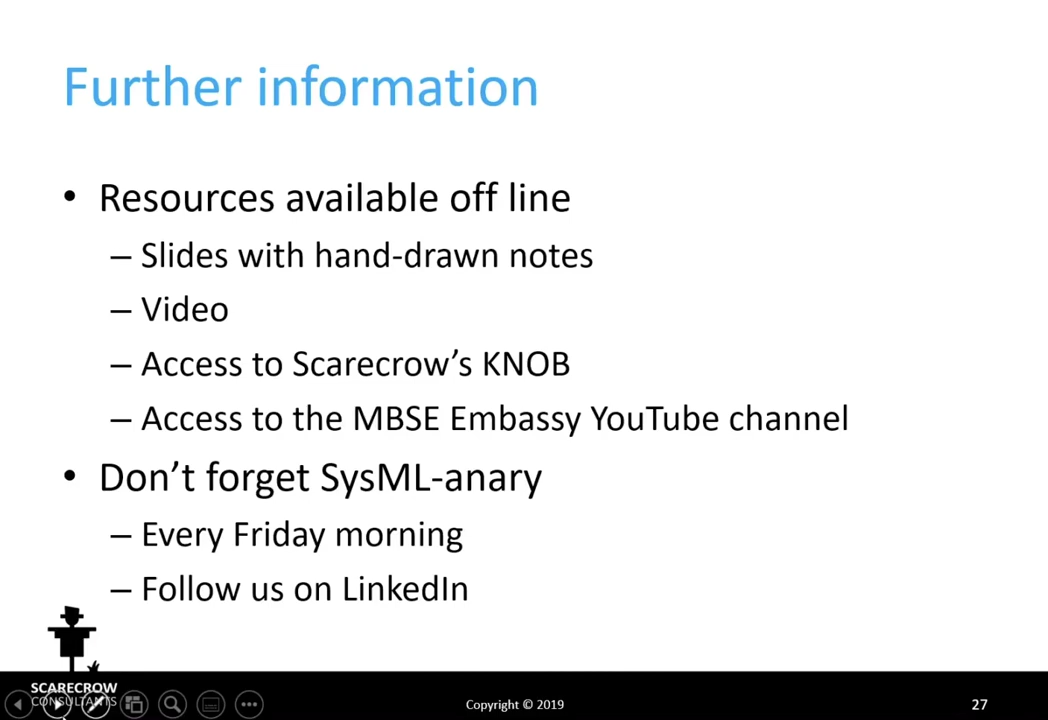 Further information
• Resources available off line
– Slides with hand-drawn notes
– Video
– Access to Scarecrow’s KNOB
– Access to the MBSE Embassy YouTube channel
• Don’t forget SysML-anary
– Every Friday morning
– Follow us on LinkedIn
SCARECROW
CONSULTANTS
Copyright © 2019
27